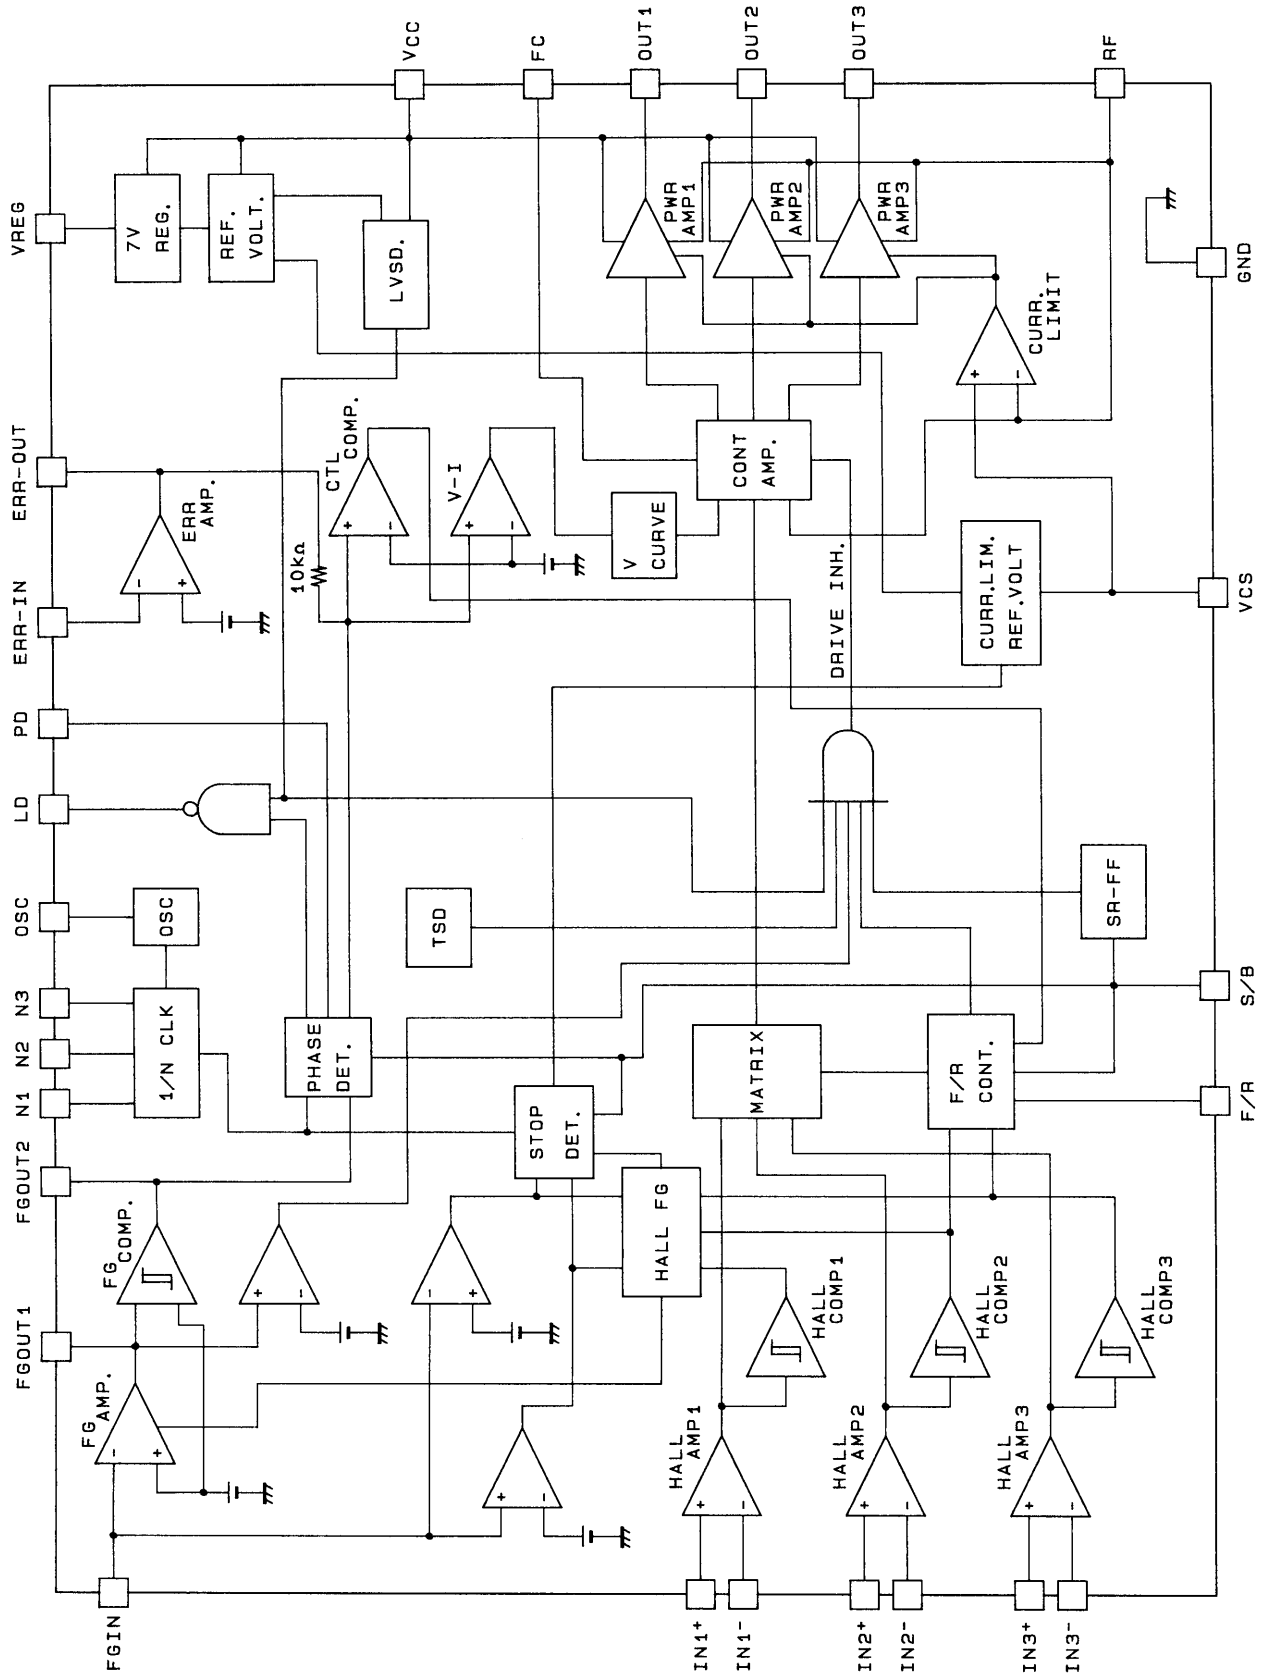 FGIN
FGOUT1
FGOUT2
N1
N2
N3
OSC
LD
PD
ERR-IN
ERR-OUT
VREG
FG
AMP.
FG
COMP.
1/N CLK
OSC
ERR
AMP.
7V
REG.
REF.
VOLT.
VCC
PHASE
DET.
10kΩ
CTL
COMP.
LVSD.
TSD
V-I
FC
STOP
DET.
V
CURVE
HALL FG
OUT1
PWR
AMP1
IN1+
IN1-
HALL
AMP1
HALL
COMP1
MATRIX
CONT
AMP.
PWR
AMP2
OUT2
DRIVE INH.
IN2+
IN2-
HALL
AMP2
HALL
COMP2
F/R
CONT.
CURR.LIM.
REF.VOLT
PWR
AMP3
OUT3
CURR.
LIMIT
IN3+
IN3-
HALL
AMP3
HALL
COMP3
SR-FF
RF
F/R
S/B
VCS
GND
+
-
+
-
+
-
+
-
+
-
+
-
+
-
+
-
+
-
+
-
+
-